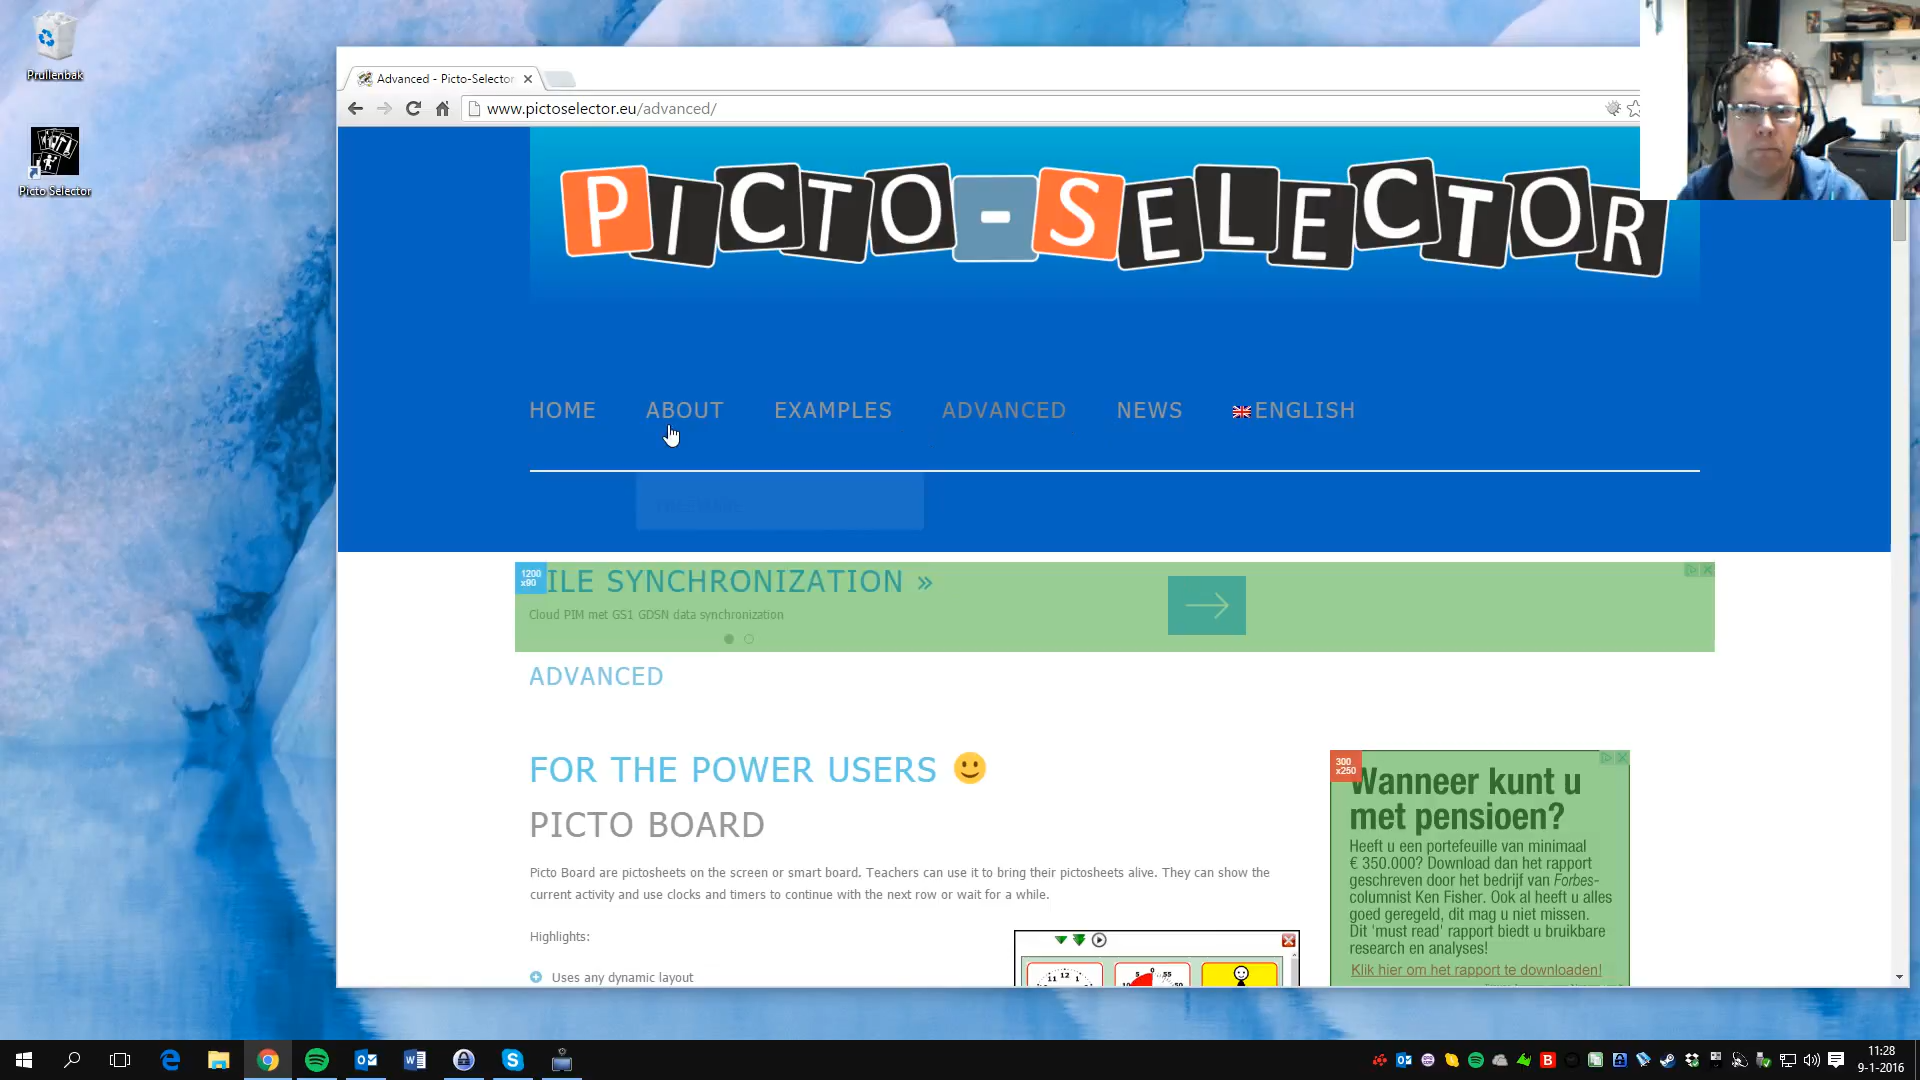 Prullenbak
Picto Selector
Advanced - Picto-Selector
www.pictoselector.eu/advanced/
PICTO-SELECTOR
HOME ABOUT EXAMPLES ADVANCED NEWS ENGLISH
1200
x90
ILE SYNCHRONIZATION »
Cloud PIM met GS1 GDSN data synchronization
ADVANCED
FOR THE POWER USERS
PICTO BOARD
Picto Board are pictosheets on the screen or smart board. Teachers can use it to bring their pictosheets alive. They can show the
current activity and use clocks and timers to continue with the next row or wait for a while.
Highlights:
Uses any dynamic layout
300
x250
Wanneer kunt u
met pensioen?
Heeft u een portefeuille van minimaal
€ 350.000? Download dan het rapport
geschreven door het bedrijf van Forbes-
columnist Ken Fisher. Ook al heeft u alles
goed geregeld, dit mag u niet missen.
Dit 'must read' rapport biedt u bruikbare
research en analyses!
Klik hier om het rapport te downloaden!
11:28
9-1-2016